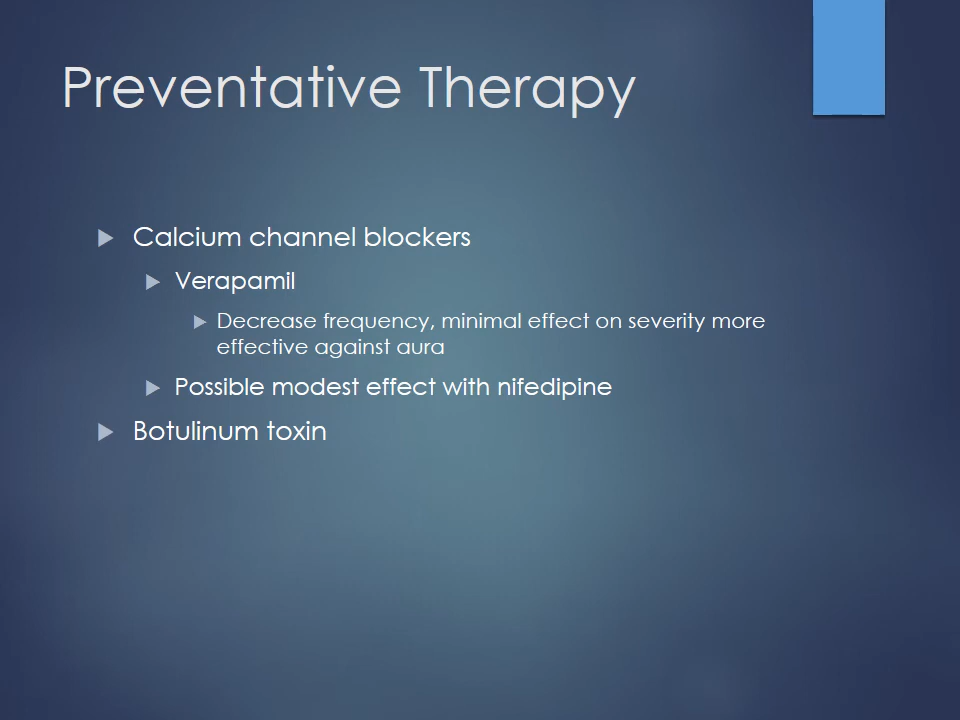 Preventative Therapy
Calcium channel blockers
Verapamil
Decrease frequency, minimal effect on severity more
effective against aura
Possible modest effect with nifedipine
Botulinum toxin